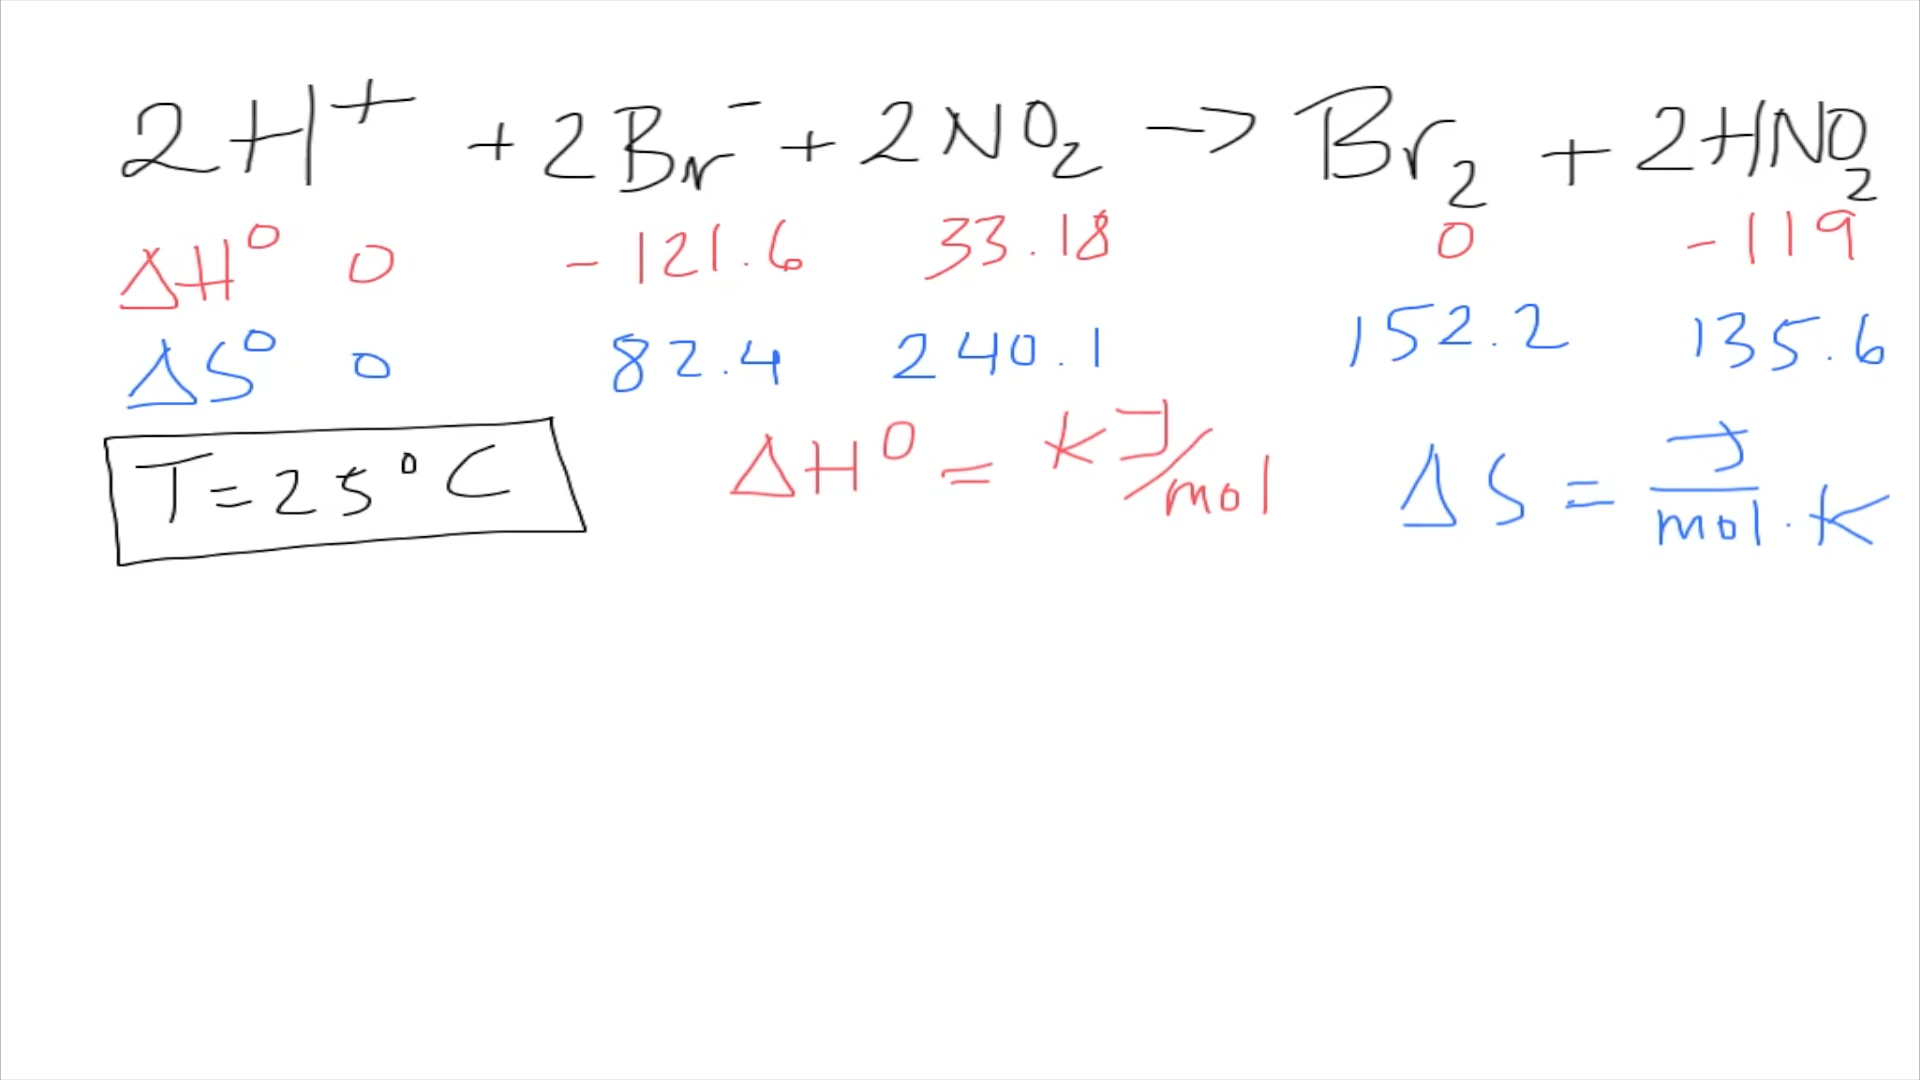 2H⁺ + 2Br⁻ + 2NO₂ → Br₂ + 2HNO₂
ΔH° 0 -121.6 33.18 0 -119
ΔS° 0 82.4 240.1 152.2 135.6
T=25°C ΔH° = kJ/mol ΔS = J/mol·K